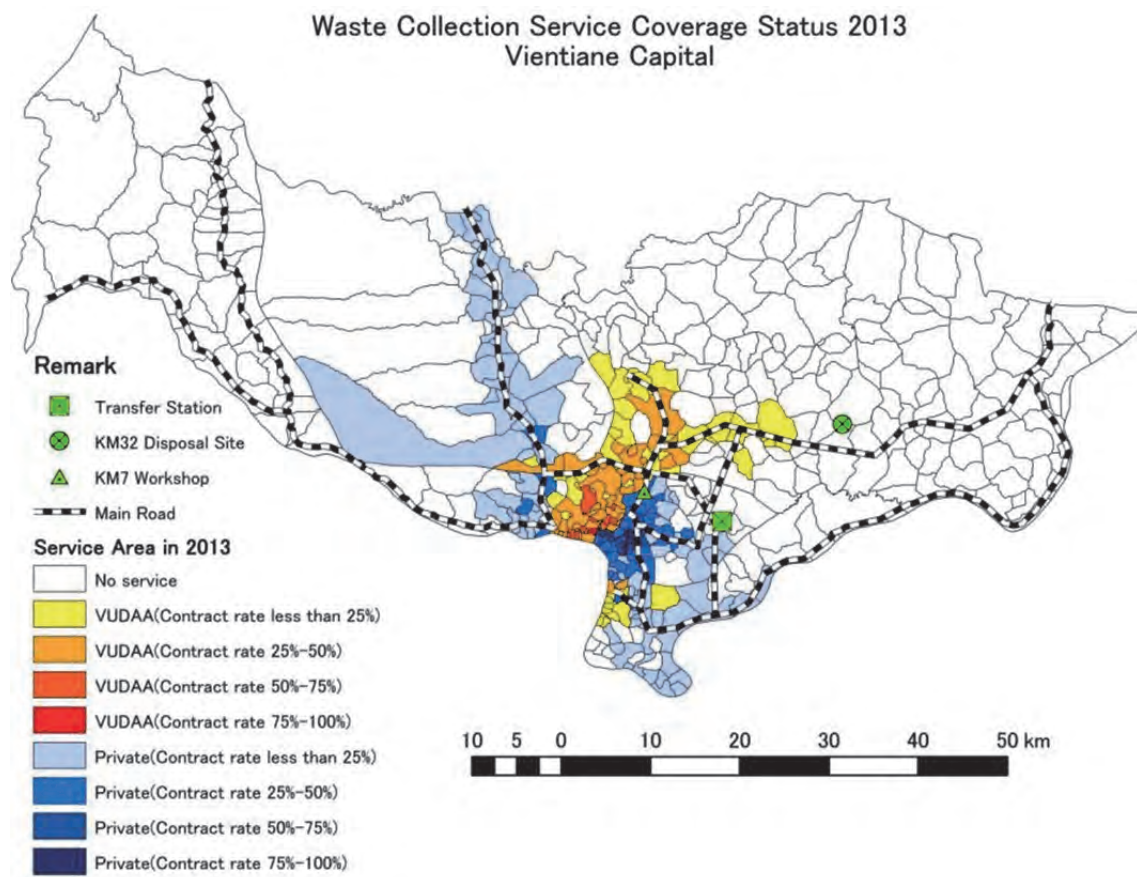 Waste Collection Service Coverage Status 2013
Vientiane Capital
Remark
Transfer Station
KM32 Disposal Site
KM7 Workshop
Main Road
Service Area in 2013
No service
VUDAA(Contract rate less than 25%)
VUDAA(Contract rate 25%-50%)
VUDAA(Contract rate 50%-75%)
VUDAA(Contract rate 75%-100%)
Private(Contract rate less than 25%)
Private(Contract rate 25%-50%)
Private(Contract rate 50%-75%)
Private(Contract rate 75%-100%)
10 5 0 10 20 30 40 50 km